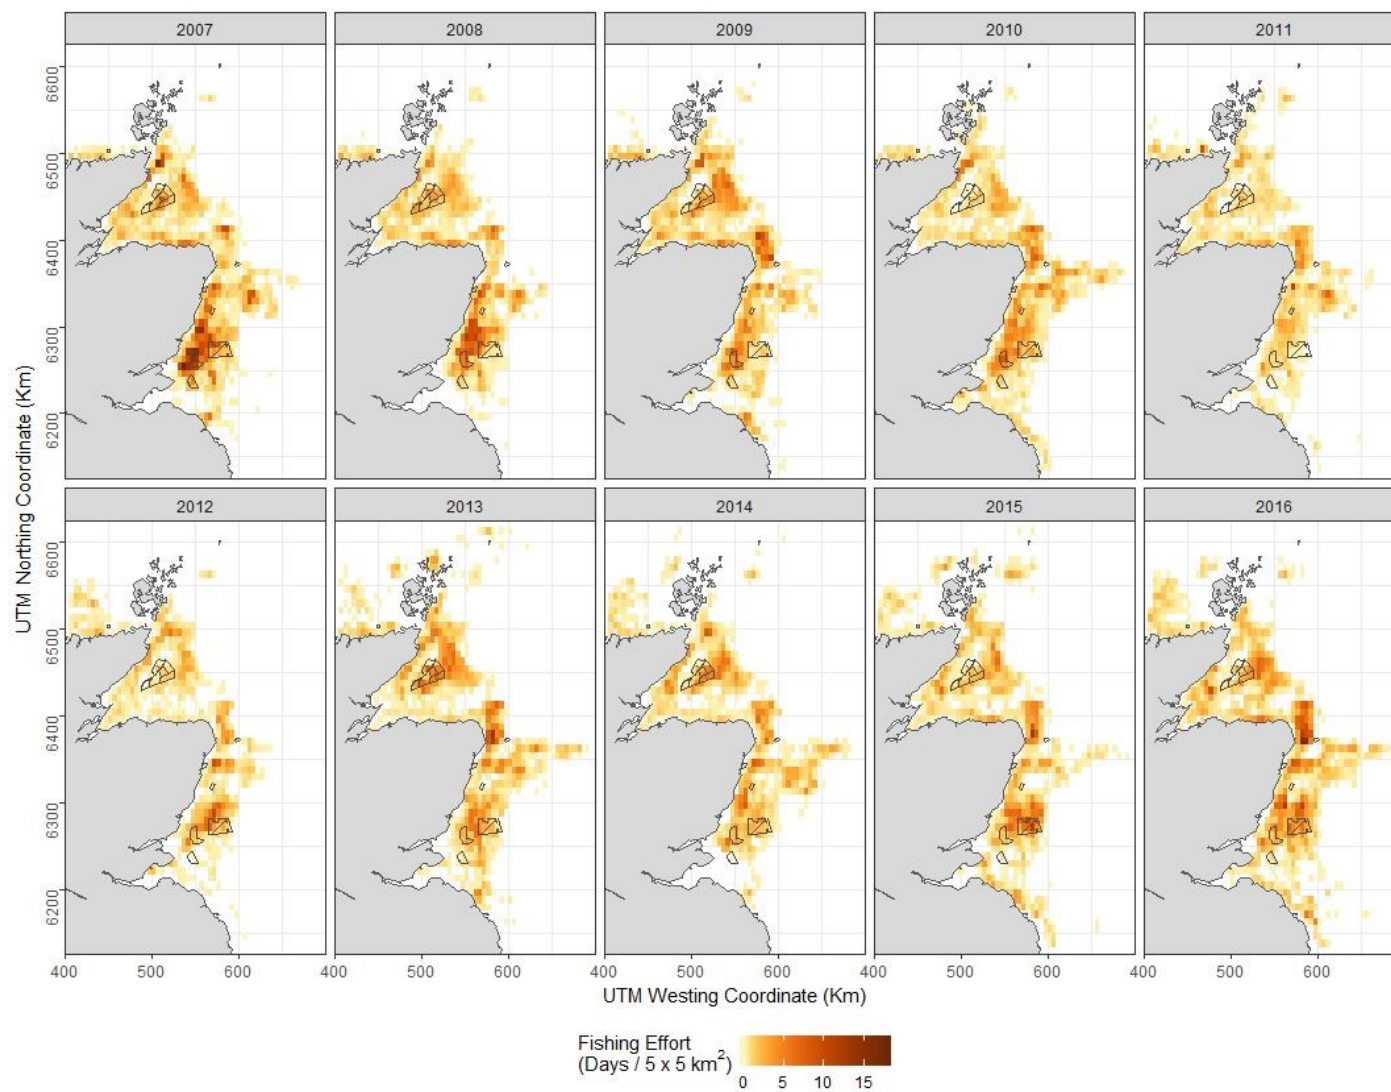 2007 2008 2009 2010 2011
6600
6500
6400
6300
6200
2012 2013 2014 2015 2016
6600
6500
6400
6300
6200
UTM Northing Coordinate (Km)
400 500 600 400 500 600 400 500 600 400 500 600 400 500 600
UTM Westing Coordinate (Km)
Fishing Effort
(Days / 5 x 5 km²)
0 5 10 15